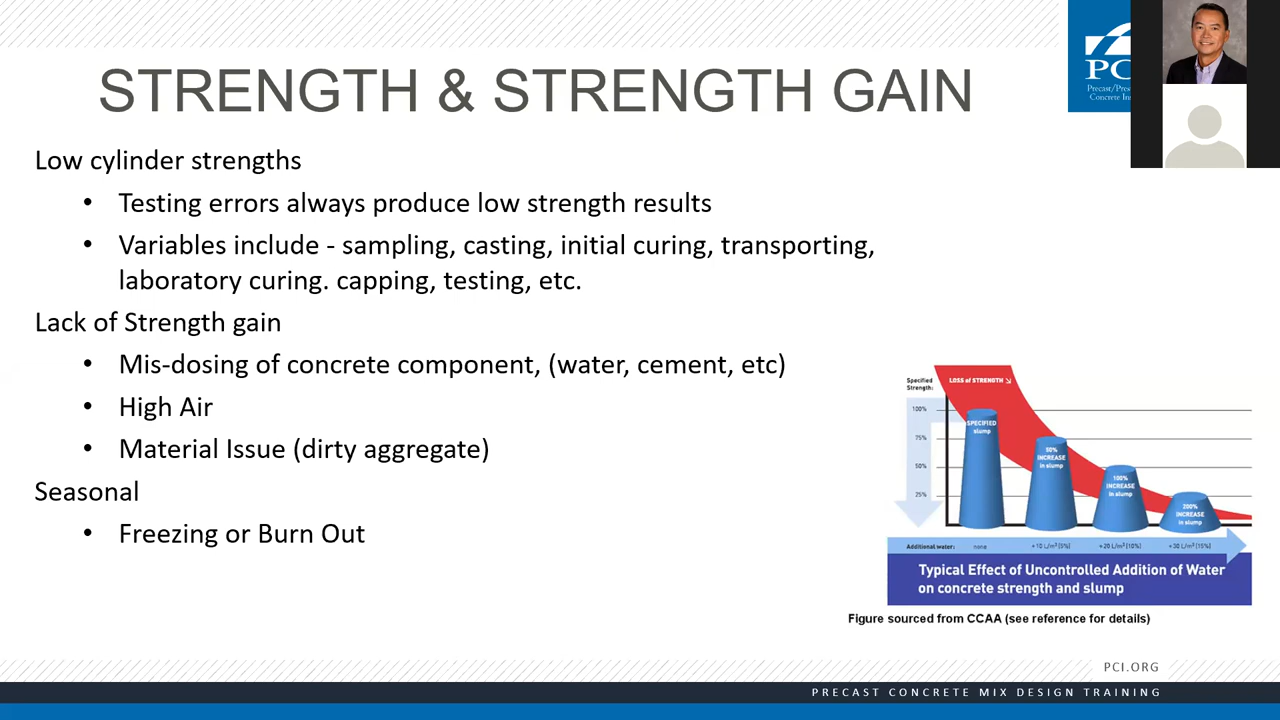 STRENGTH & STRENGTH GAIN
PC
Precast/Pres
Concrete In
Low cylinder strengths
• Testing errors always produce low strength results
• Variables include - sampling, casting, initial curing, transporting,
laboratory curing. capping, testing, etc.
Lack of Strength gain
• Mis-dosing of concrete component, (water, cement, etc)
• High Air
• Material Issue (dirty aggregate)
Seasonal
• Freezing or Burn Out
Specified
Strength:
LOSS of STRENGTH ↘
100%
75%
50%
25%
SPECIFIED
slump
50%
INCREASE
in slump
100%
INCREASE
in slump
200%
INCREASE
in slump
Additional water: none +10 L/m³ (5%) +20 L/m³ (10%) +30 L/m³ (15%)
Typical Effect of Uncontrolled Addition of Water
on concrete strength and slump
Figure sourced from CCAA (see reference for details)
PCI.ORG
PRECAST CONCRETE MIX DESIGN TRAINING